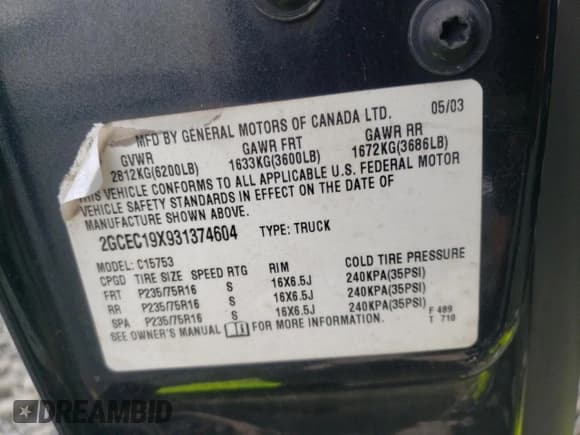 MFD BY GENERAL MOTORS OF CANADA LTD. 05/03
GVWR GAWR FRT GAWR RR
2812KG(6200LB) 1633KG(3600LB) 1672KG(3686LB)
THIS VEHICLE CONFORMS TO ALL APPLICABLE U.S. FEDERAL MOTOR
VEHICLE SAFETY STANDARDS IN EFFECT ON THE DATE OF
MANUFACTURE SHOWN ABOVE.
2GCEC19X931374604 TYPE: TRUCK
MODEL: C15753
CPGD TIRE SIZE SPEED RTG RIM COLD TIRE PRESSURE
FRT P235/75R16 S 16X6.5J 240KPA(35PSI)
RR P235/75R16 S 16X6.5J 240KPA(35PSI)
SPA P235/75R16 S 16X6.5J 240KPA(35PSI)
SEE OWNER'S MANUAL FOR MORE INFORMATION. F 489
T 710
DREAMBID